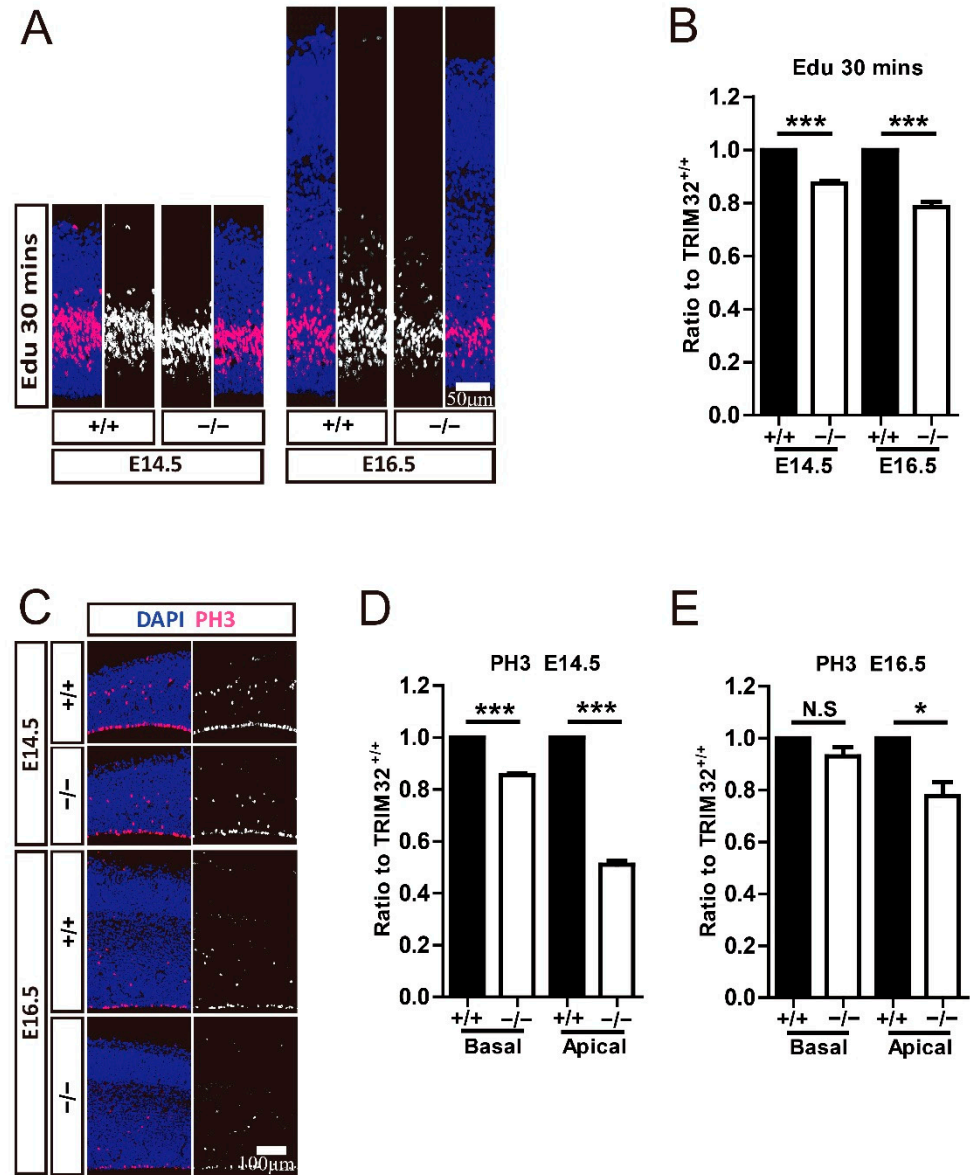 A
Edu 30 mins
+/+
−/−
E14.5
+/+
−/−
E16.5
50μm
B
Edu 30 mins
Ratio to TRIM32+/+
1.2
1.0
0.8
0.6
0.4
0.2
0.0
***
***
+/+ −/− +/+ −/−
E14.5 E16.5
C
DAPI PH3
E14.5
+/+
−/−
E16.5
+/+
−/−
100μm
D
PH3 E14.5
Ratio to TRIM32+/+
1.2
1.0
0.8
0.6
0.4
0.2
0.0
***
***
+/+ −/− +/+ −/−
Basal Apical
E
PH3 E16.5
Ratio to TRIM32+/+
1.2
1.0
0.8
0.6
0.4
0.2
0.0
N.S
*
+/+ −/− +/+ −/−
Basal Apical